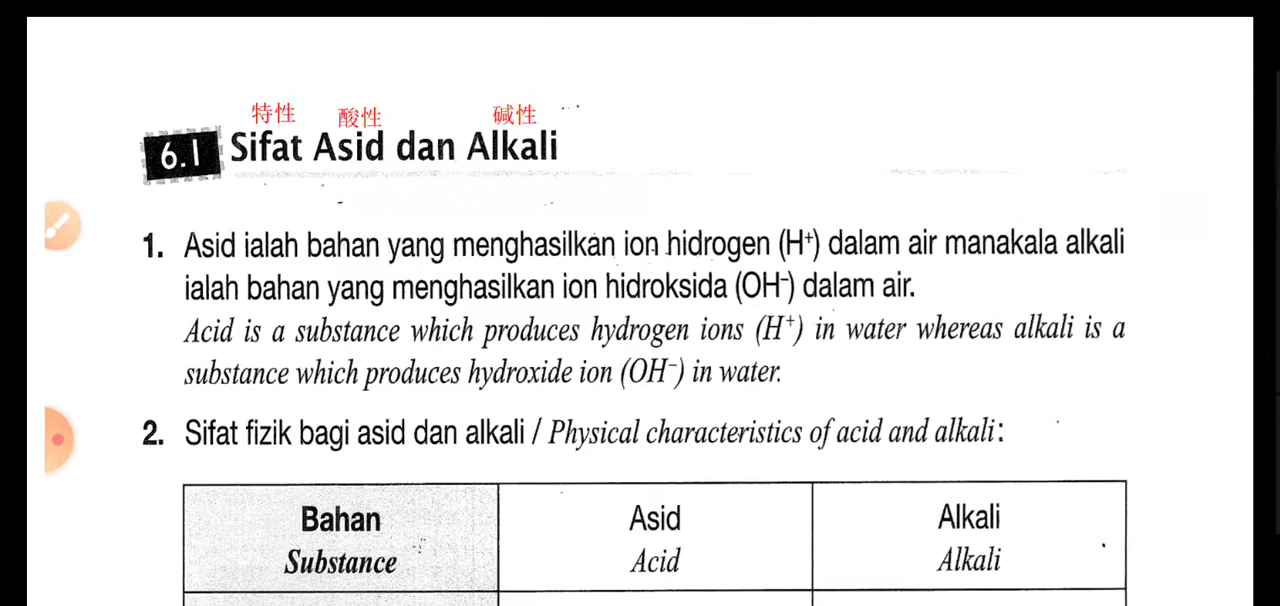 特性 酸性 碱性
6.1 Sifat Asid dan Alkali
1. Asid ialah bahan yang menghasilkan ion hidrogen (H⁺) dalam air manakala alkali
ialah bahan yang menghasilkan ion hidroksida (OH⁻) dalam air.
Acid is a substance which produces hydrogen ions (H⁺) in water whereas alkali is a
substance which produces hydroxide ion (OH⁻) in water.
2. Sifat fizik bagi asid dan alkali / Physical characteristics of acid and alkali:
Bahan Asid Alkali
Substance Acid Alkali